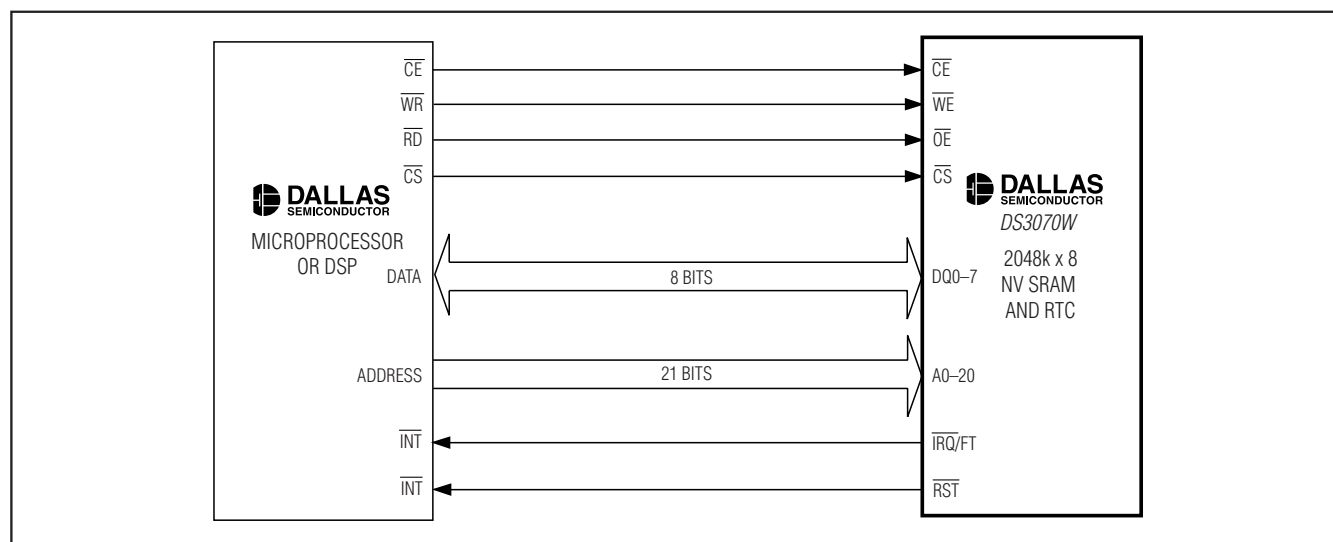 CE
WR
RD
CS
DALLAS
SEMICONDUCTOR
MICROPROCESSOR
OR DSP
DATA
ADDRESS
INT
INT
8 BITS
21 BITS
CE
WE
OE
CS
DALLAS
SEMICONDUCTOR
DS3070W
2048k x 8
NV SRAM
AND RTC
DQ0–7
A0–20
IRQ/FT
RST